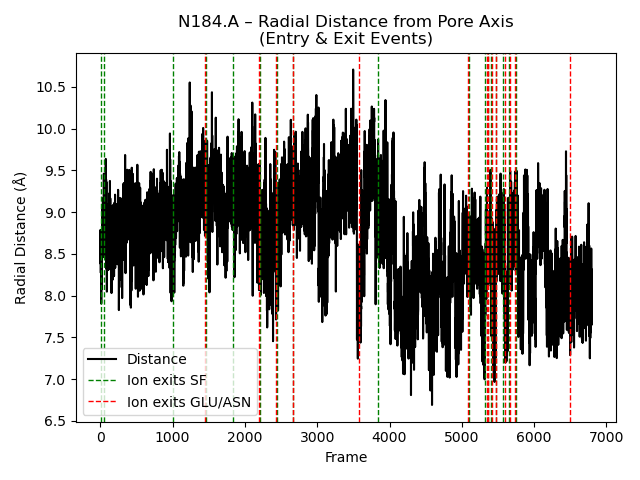 N184.A – Radial Distance from Pore Axis
(Entry & Exit Events)
Radial Distance (Å)
10.5
10.0
9.5
9.0
8.5
8.0
7.5
7.0
6.5
Distance
Ion exits SF
Ion exits GLU/ASN
0 1000 2000 3000 4000 5000 6000 7000
Frame